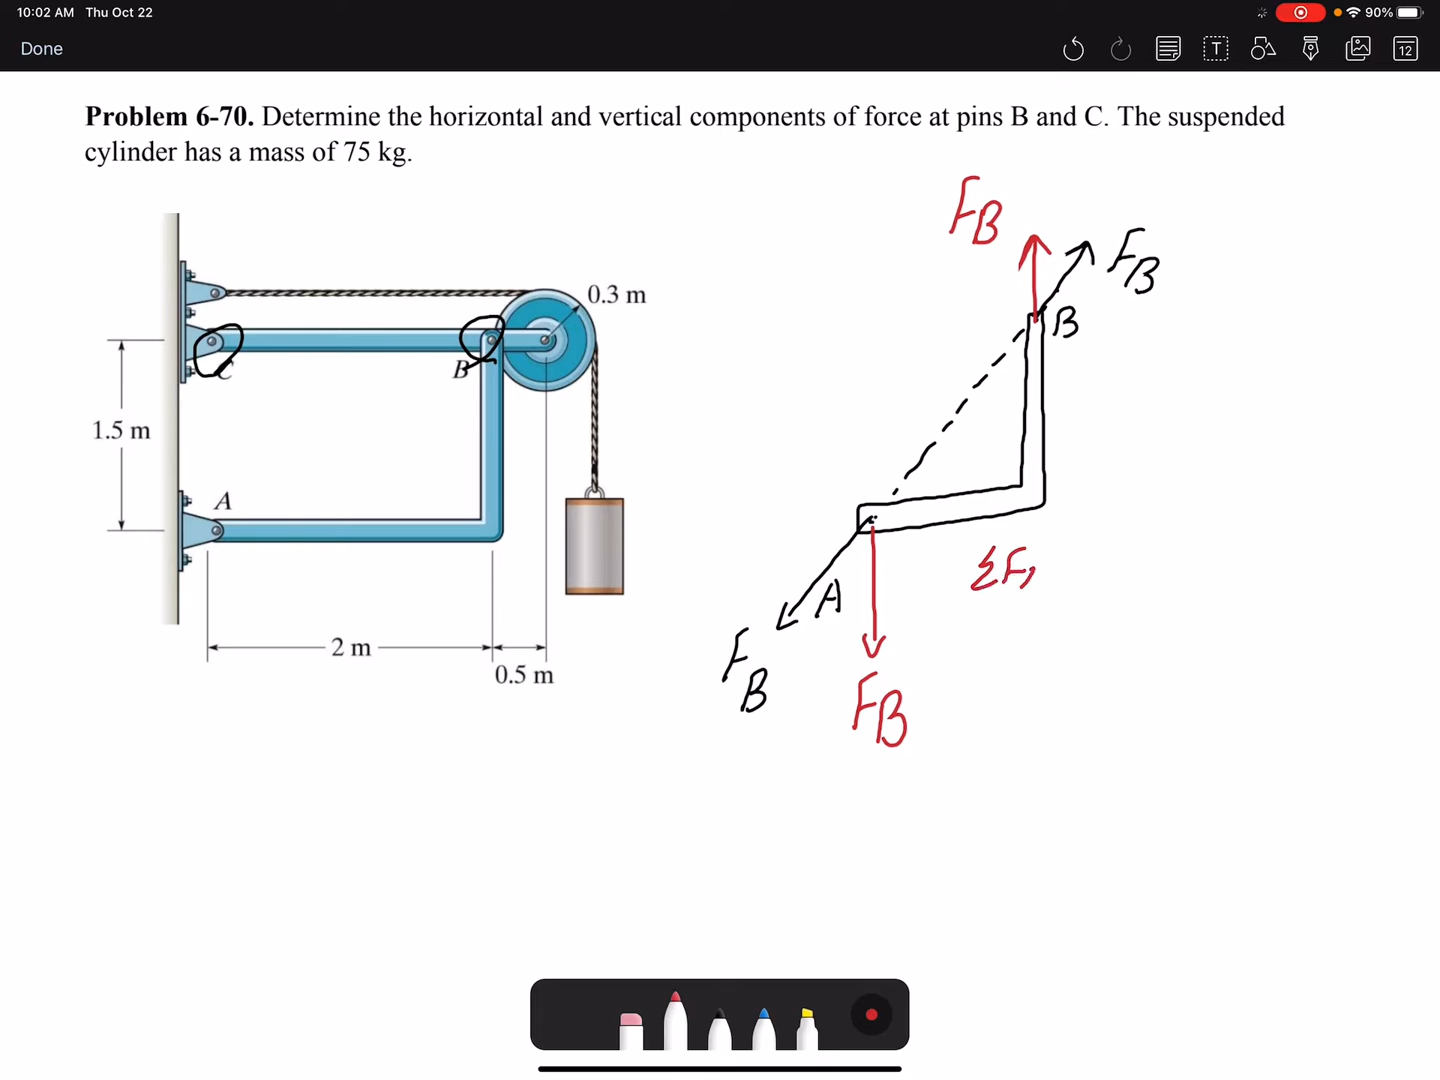 10:02 AM Thu Oct 22
90%
Done
T
12
Problem 6-70. Determine the horizontal and vertical components of force at pins B and C. The suspended
cylinder has a mass of 75 kg.
0.3 m
C
B
1.5 m
A
2 m
0.5 m
FB
FB
B
A
FB
FB
ΣF,